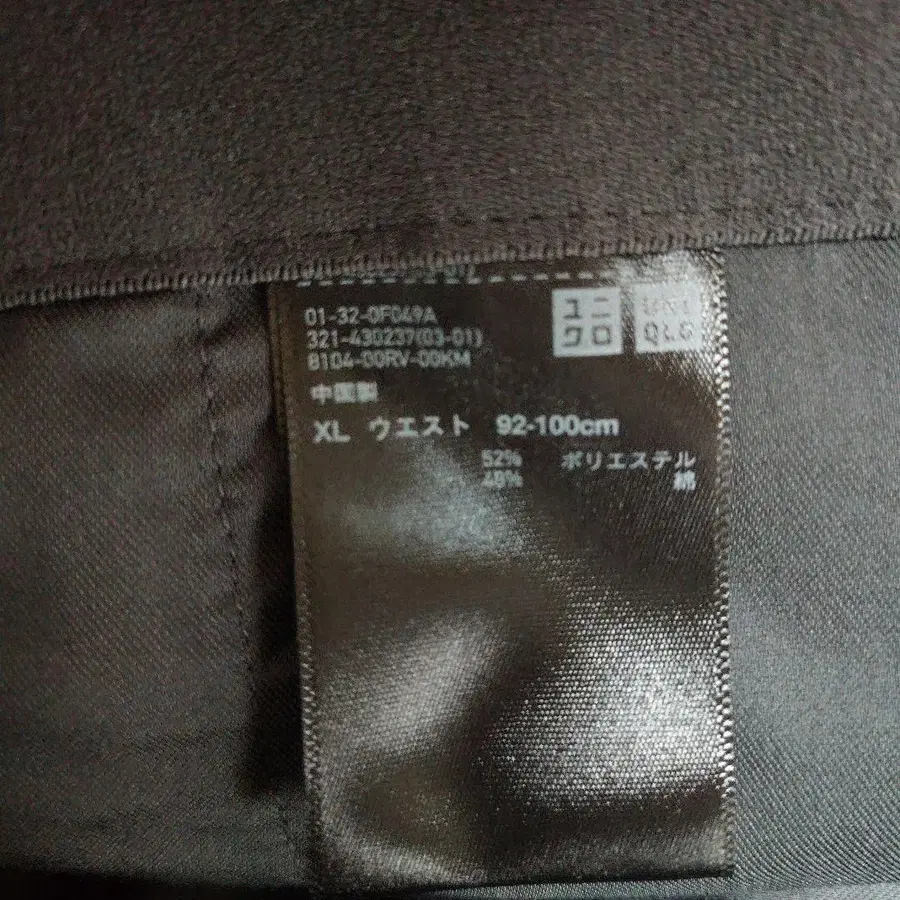 ユニ
クロ
UNI
QLO
01-32-0F049A
321-430237(03-01)
8104-00RV-00KM
中国製
XL ウエスト 92-100cm
52% ポリエステル
48% 綿